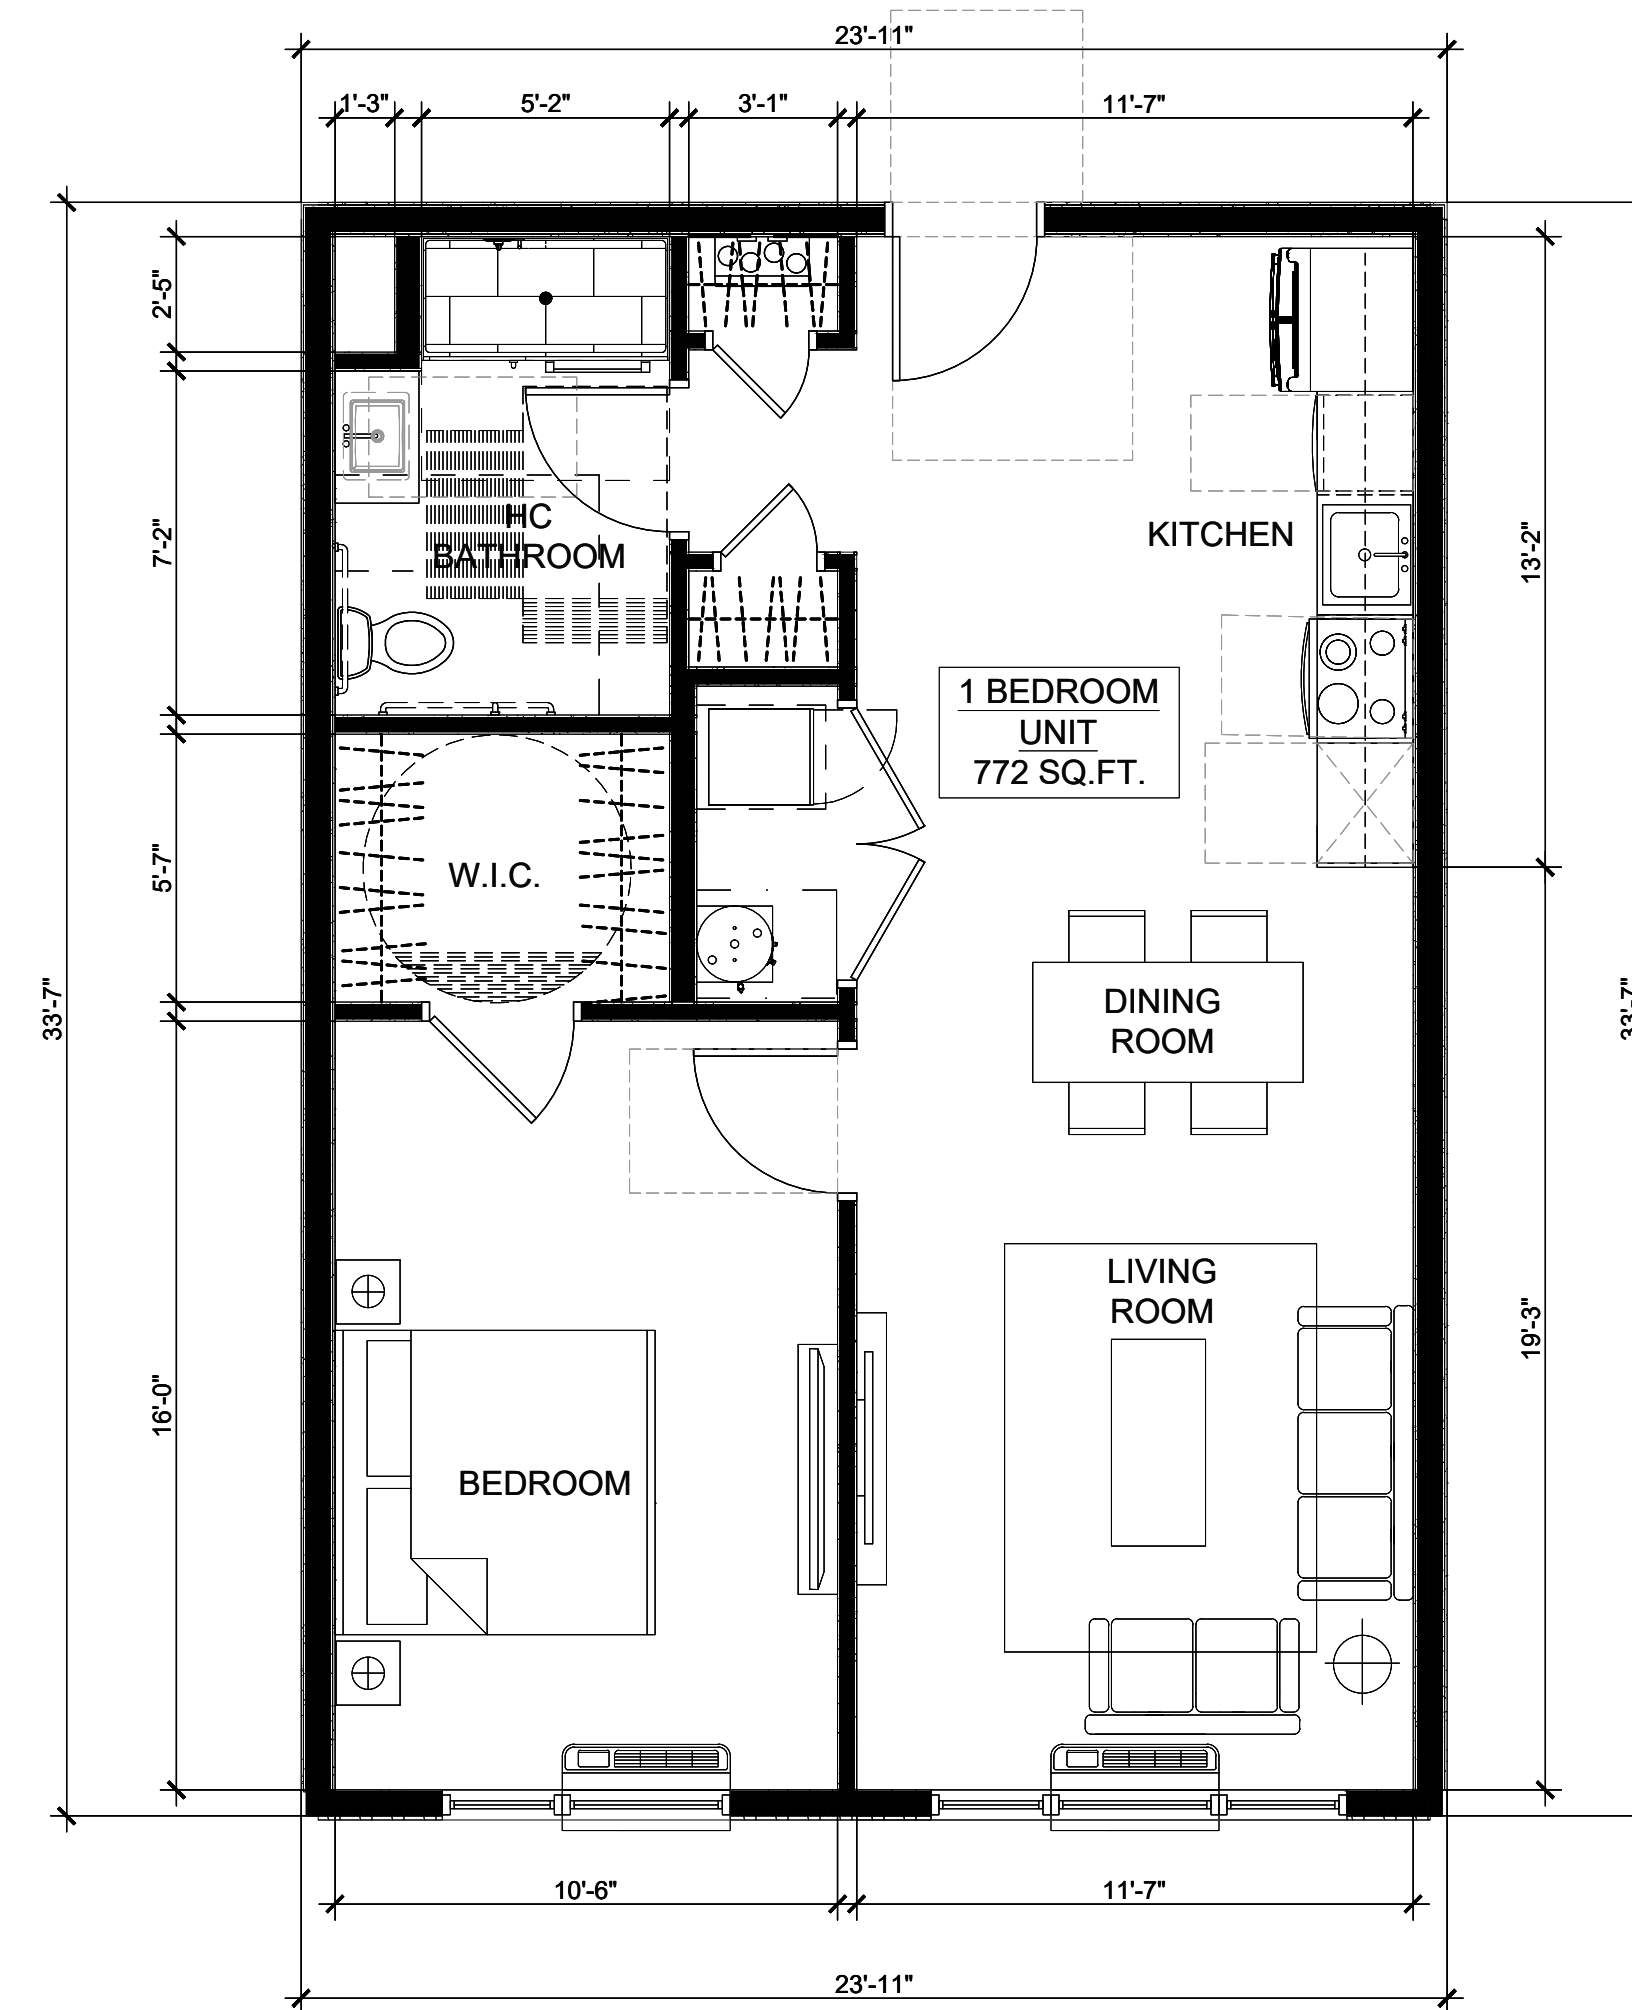 23'-11"
1'-3"
5'-2"
3'-1"
11'-7"
2'-5"
7'-2"
5'-7"
33'-7"
16'-0"
HC
BATHROOM
KITCHEN
13'-2"
1 BEDROOM
UNIT
772 SQ.FT.
W.I.C.
DINING
ROOM
33'-7"
LIVING
ROOM
19'-3"
BEDROOM
10'-6"
11'-7"
23'-11"